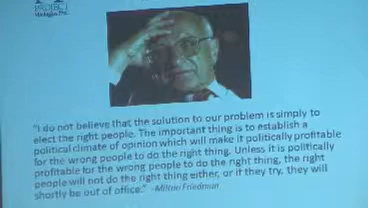 PROJECT
"I do not believe that the solution to our problem is simply to
elect the right people. The important thing is to establish a
political climate of opinion which will make it politically profitable
for the wrong people to do the right thing. Unless it is politically
profitable for the wrong people to do the right thing, the right
people will not do the right thing either, or if they try, they will
shortly be out of office." -Milton Friedman